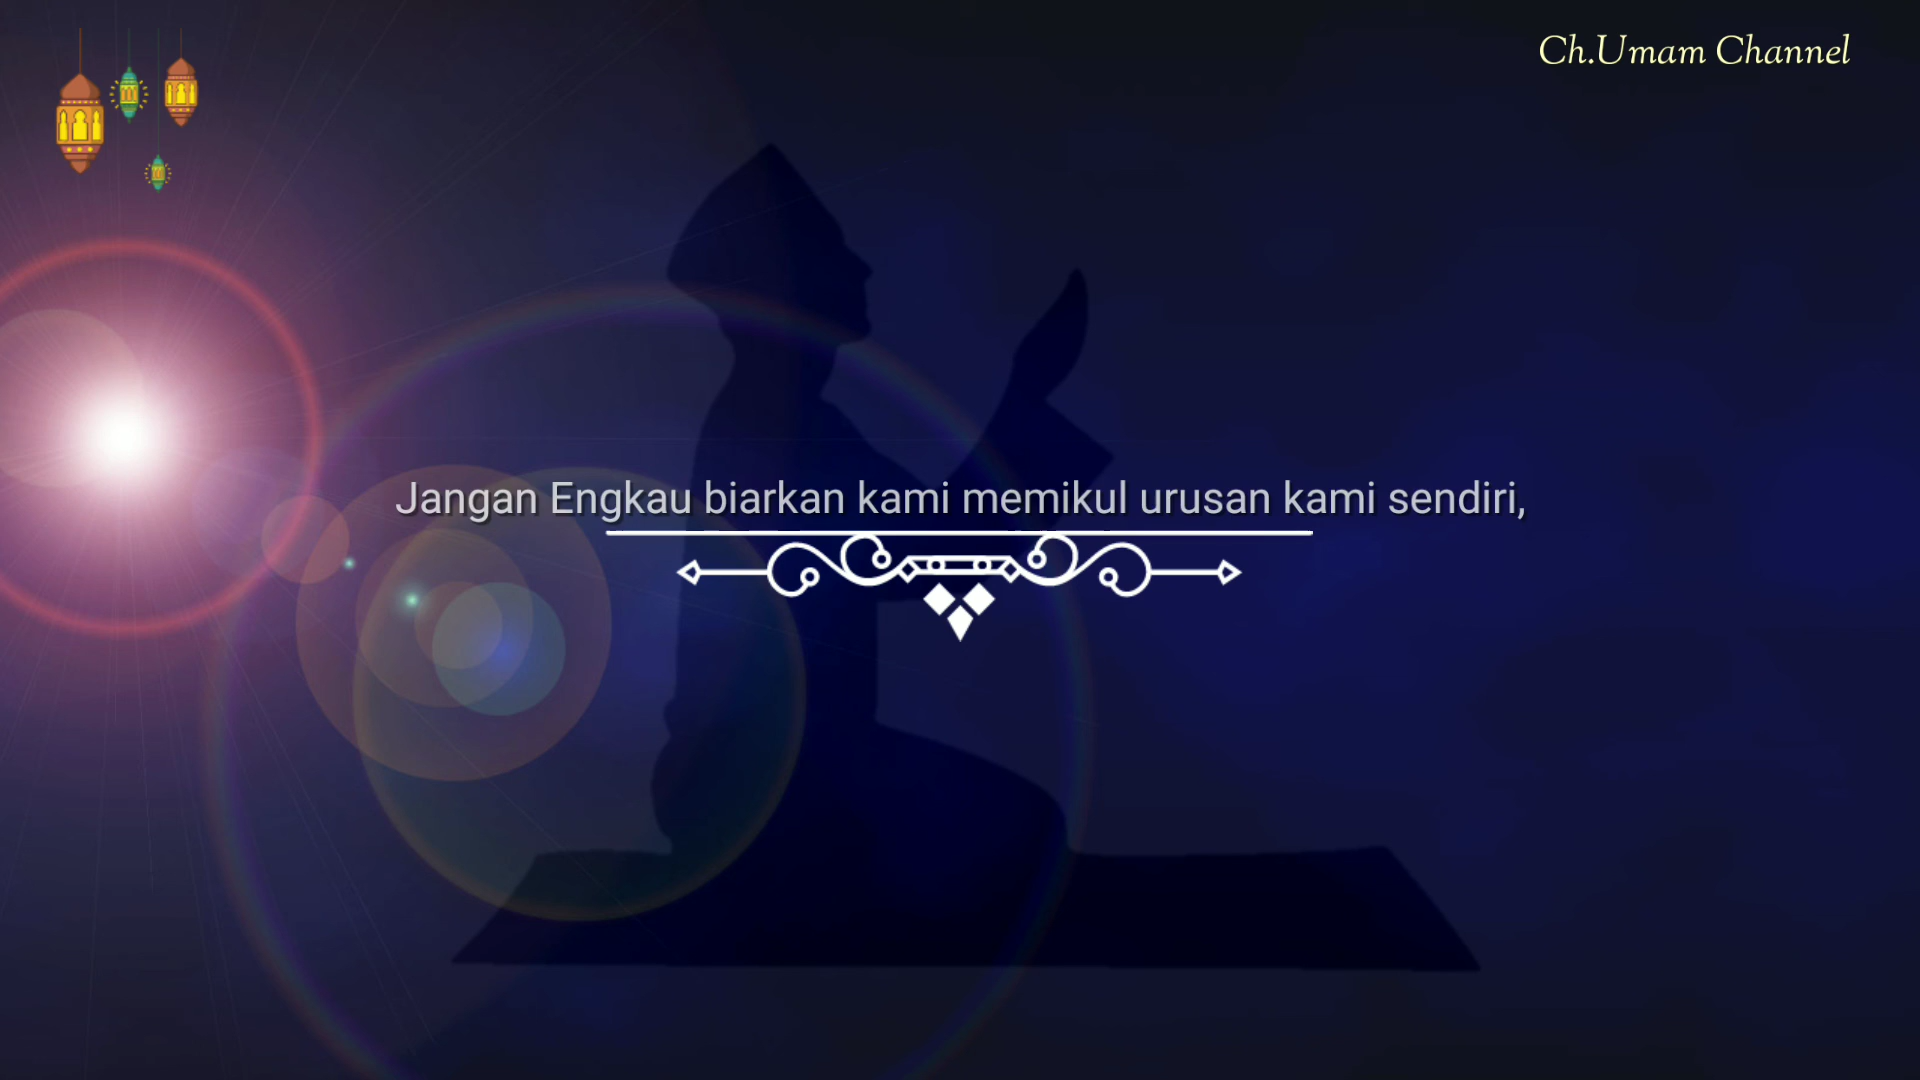 Ch.Umam Channel
Jangan Engkau biarkan kami memikul urusan kami sendiri,